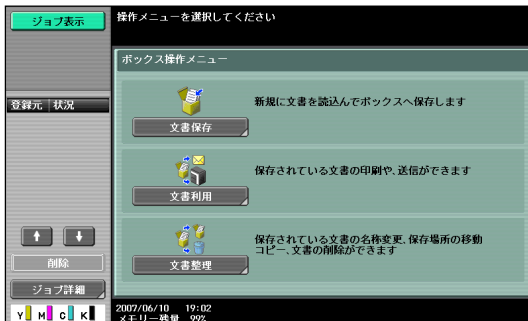 ジョブ表示
操作メニューを選択してください
ボックス操作メニュー
登録元 状況
新規に文書を読込んでボックスへ保存します
文書保存
保存されている文書の印刷や、送信ができます
文書利用
保存されている文書の名称変更、保存場所の移動
コピー、文書の削除ができます
文書整理
削除
ジョブ詳細
Y M C K
2007/06/10 19:02
メモリー残量 99%